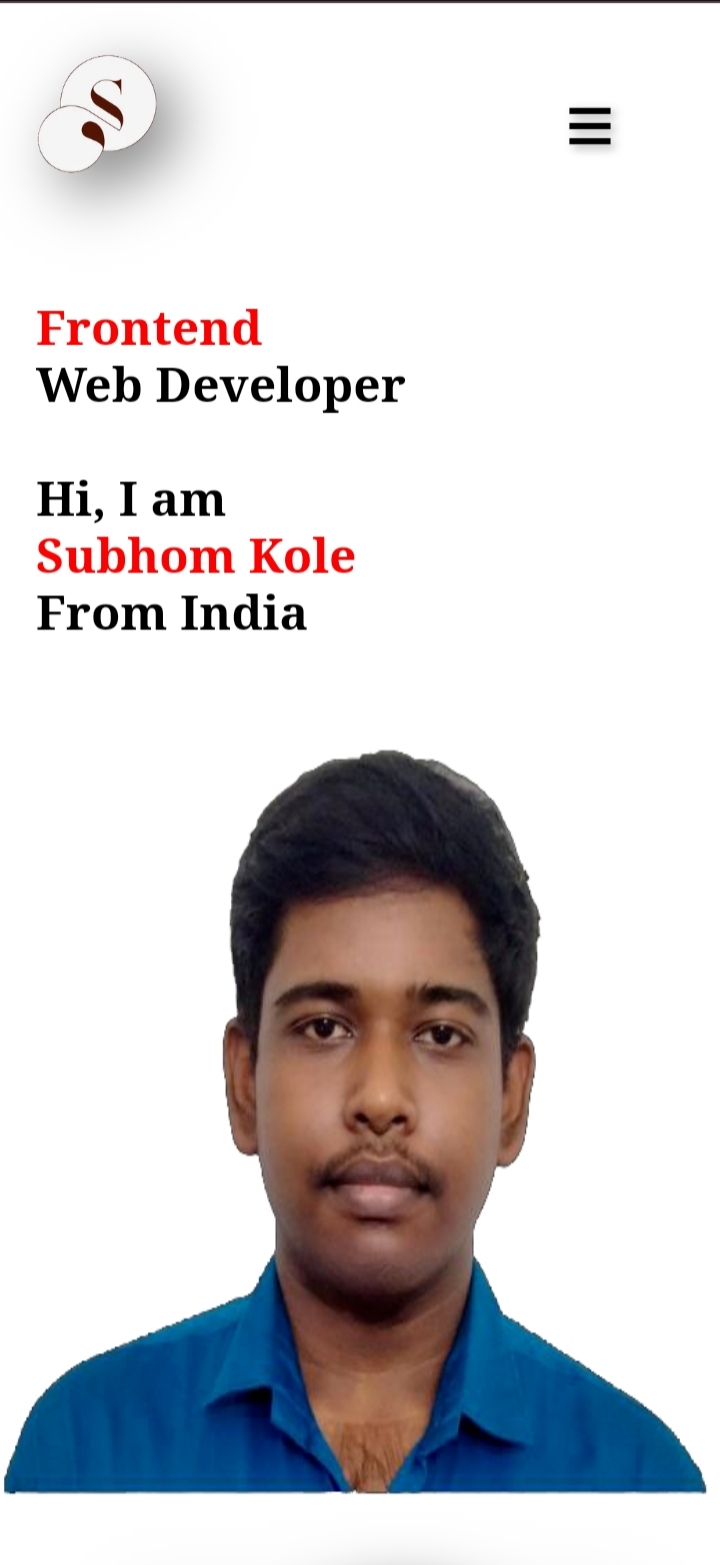 S
Frontend
Web Developer
Hi, I am
Subhom Kole
From India